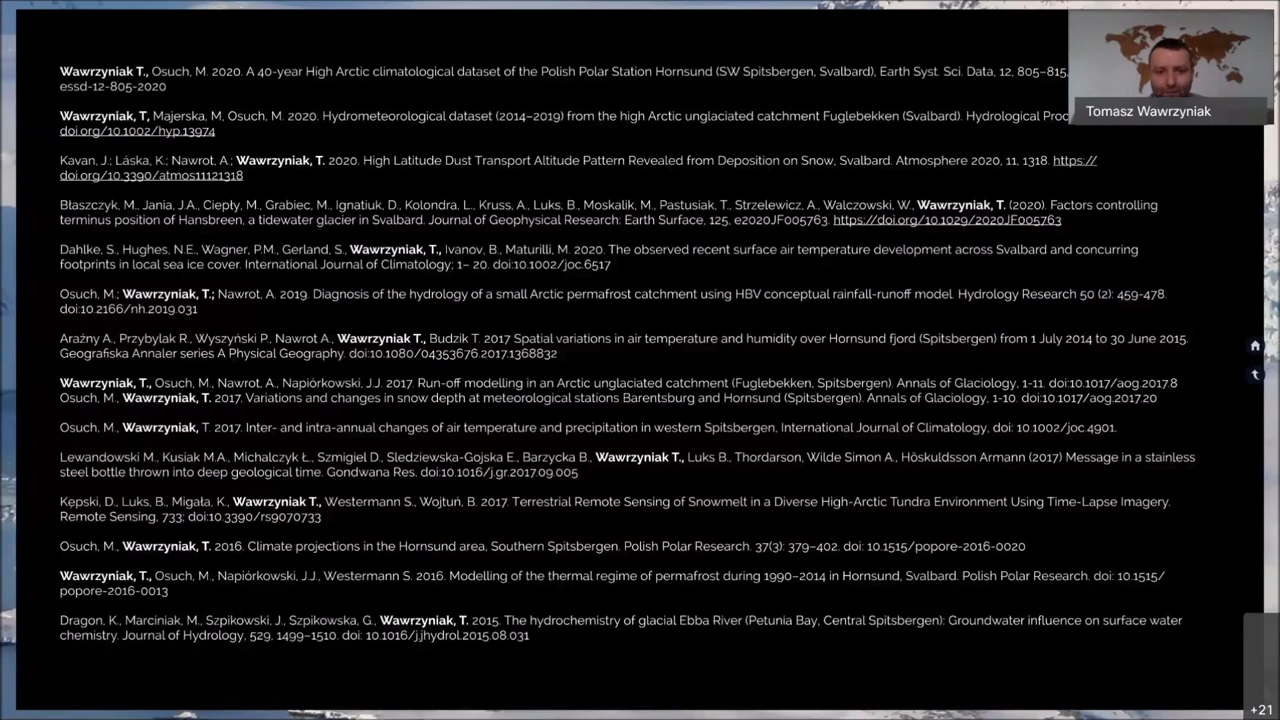 Wawrzyniak T., Osuch, M. 2020. A 40-year High Arctic climatological dataset of the Polish Polar Station Hornsund (SW Spitsbergen, Svalbard), Earth Syst. Sci. Data, 12, 805–815,
essd-12-805-2020
Wawrzyniak, T, Majerska, M, Osuch, M. 2020. Hydrometeorological dataset (2014–2019) from the high Arctic unglaciated catchment Fuglebekken (Svalbard). Hydrological Proc
doi.org/10.1002/hyp.13974
Kavan, J.; Láska, K.; Nawrot, A.; Wawrzyniak, T. 2020. High Latitude Dust Transport Altitude Pattern Revealed from Deposition on Snow, Svalbard. Atmosphere 2020, 11, 1318. https://
doi.org/10.3390/atmos11121318
Błaszczyk, M., Jania, J.A., Ciepły, M., Grabiec, M., Ignatiuk, D., Kolondra, L., Kruss, A., Luks, B., Moskalik, M., Pastusiak, T., Strzelewicz, A., Walczowski, W., Wawrzyniak, T. (2020). Factors controlling
terminus position of Hansbreen, a tidewater glacier in Svalbard. Journal of Geophysical Research: Earth Surface, 125, e2020JF005763. https://doi.org/10.1029/2020JF005763
Dahlke, S., Hughes, N.E., Wagner, P.M., Gerland, S., Wawrzyniak, T., Ivanov, B., Maturilli, M. 2020. The observed recent surface air temperature development across Svalbard and concurring
footprints in local sea ice cover. International Journal of Climatology; 1– 20. doi:10.1002/joc.6517
Osuch, M.; Wawrzyniak, T.; Nawrot, A. 2019. Diagnosis of the hydrology of a small Arctic permafrost catchment using HBV conceptual rainfall-runoff model. Hydrology Research 50 (2): 459-478.
doi:10.2166/nh.2019.031
Araźny A., Przybylak R., Wyszyński P., Nawrot A., Wawrzyniak T., Budzik T. 2017 Spatial variations in air temperature and humidity over Hornsund fjord (Spitsbergen) from 1 July 2014 to 30 June 2015.
Geografiska Annaler series A Physical Geography. doi:10.1080/04353676.2017.1368832
Wawrzyniak, T., Osuch, M., Nawrot, A., Napiórkowski, J.J. 2017. Run-off modelling in an Arctic unglaciated catchment (Fuglebekken, Spitsbergen). Annals of Glaciology, 1-11. doi:10.1017/aog.2017.8
Osuch, M., Wawrzyniak, T. 2017. Variations and changes in snow depth at meteorological stations Barentsburg and Hornsund (Spitsbergen). Annals of Glaciology, 1-10. doi:10.1017/aog.2017.20
Osuch, M., Wawrzyniak, T. 2017. Inter- and intra-annual changes of air temperature and precipitation in western Spitsbergen, International Journal of Climatology, doi: 10.1002/joc.4901.
Lewandowski M., Kusiak M.A., Michalczyk Ł., Szmigiel D., Sledziewska-Gojska E., Barzycka B., Wawrzyniak T., Luks B., Thordarson, Wilde Simon A., Höskuldsson Armann (2017) Message in a stainless
steel bottle thrown into deep geological time. Gondwana Res. doi:10.1016/j.gr.2017.09.005
Kępski, D., Luks, B., Migała, K., Wawrzyniak T., Westermann S., Wojtuń, B. 2017. Terrestrial Remote Sensing of Snowmelt in a Diverse High-Arctic Tundra Environment Using Time-Lapse Imagery.
Remote Sensing, 733; doi:10.3390/rs9070733
Osuch, M., Wawrzyniak, T. 2016. Climate projections in the Hornsund area, Southern Spitsbergen. Polish Polar Research. 37(3): 379–402. doi: 10.1515/popore-2016-0020
Wawrzyniak, T., Osuch, M., Napiórkowski, J.J., Westermann S. 2016. Modelling of the thermal regime of permafrost during 1990–2014 in Hornsund, Svalbard. Polish Polar Research. doi: 10.1515/
popore-2016-0013
Dragon, K., Marciniak, M., Szpikowski, J., Szpikowska, G., Wawrzyniak, T. 2015. The hydrochemistry of glacial Ebba River (Petunia Bay, Central Spitsbergen): Groundwater influence on surface water
chemistry. Journal of Hydrology, 529, 1499–1510. doi: 10.1016/j.jhydrol.2015.08.031
Tomasz Wawrzyniak
+21